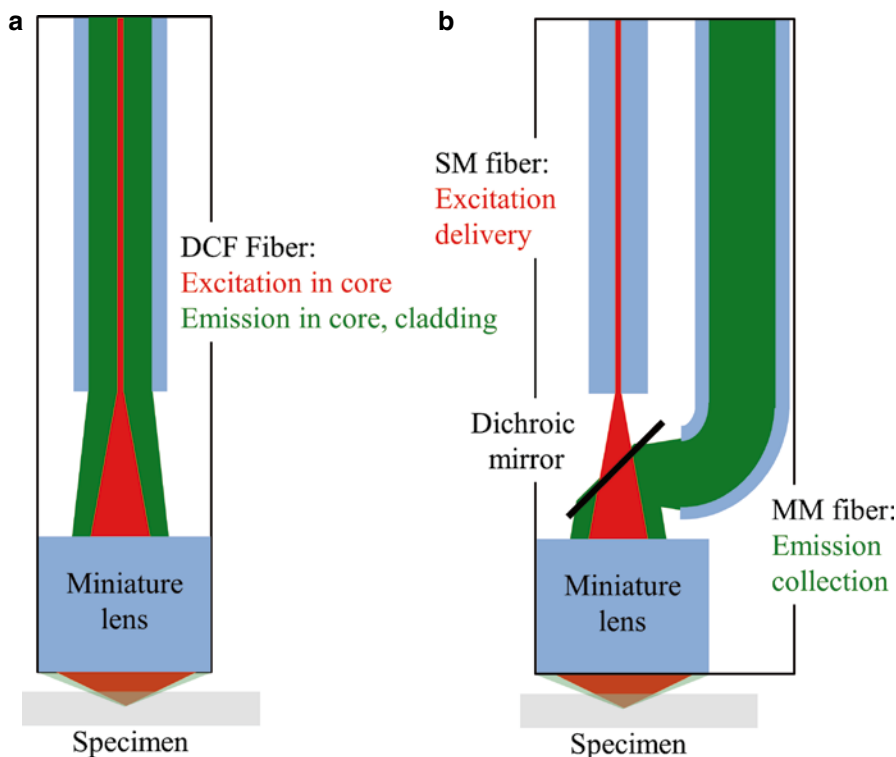 a
DCF Fiber:
Excitation in core
Emission in core, cladding
Miniature
lens
Specimen
b
SM fiber:
Excitation
delivery
Dichroic
mirror
MM fiber:
Emission
collection
Miniature
lens
Specimen